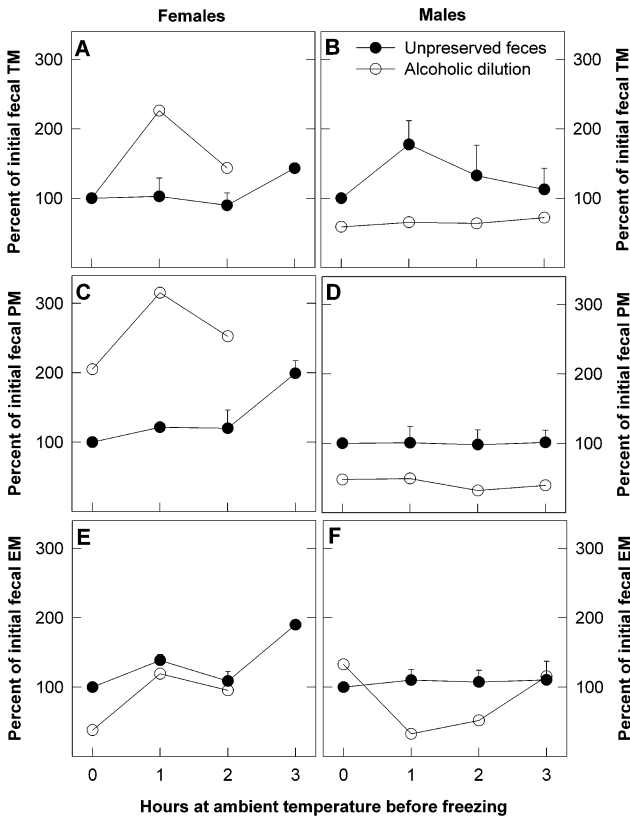 Females Males
A
B
Unpreserved feces
Alcoholic dilution
300
200
100
Percent of initial fecal TM
300
200
100
Percent of initial fecal TM
C
D
300
200
100
Percent of initial fecal PM
300
200
100
Percent of initial fecal PM
E
F
300
200
100
Percent of initial fecal EM
300
200
100
Percent of initial fecal EM
0 1 2 3 0 1 2 3
Hours at ambient temperature before freezing